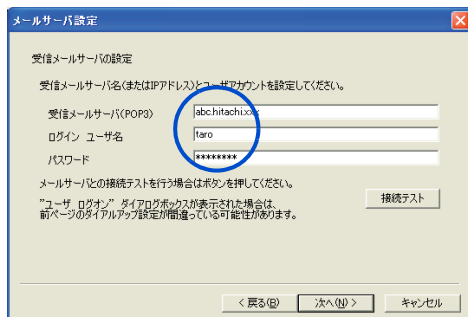 メールサーバ設定
受信メールサーバの設定
受信メールサーバ名(またはIPアドレス)とユーザアカウントを設定してください。
受信メールサーバ(POP3)
abc.hitachi.xxx
ログイン ユーザ名
taro
パスワード
********
メールサーバとの接続テストを行う場合はボタンを押してください。
"ユーザ ログオン" ダイアログボックスが表示された場合は、
前ページのダイアルアップ設定が間違っている可能性があります。
接続テスト
< 戻る(B)
次へ(N) >
キャンセル